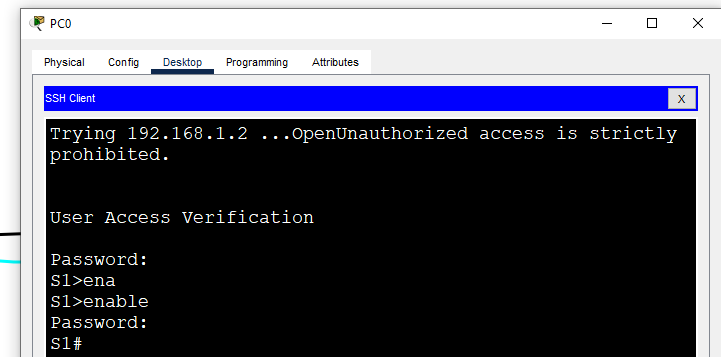 PC0
Physical Config Desktop Programming Attributes
SSH Client X
Trying 192.168.1.2 ...OpenUnauthorized access is strictly
prohibited.
User Access Verification
Password:
S1>ena
S1>enable
Password:
S1#